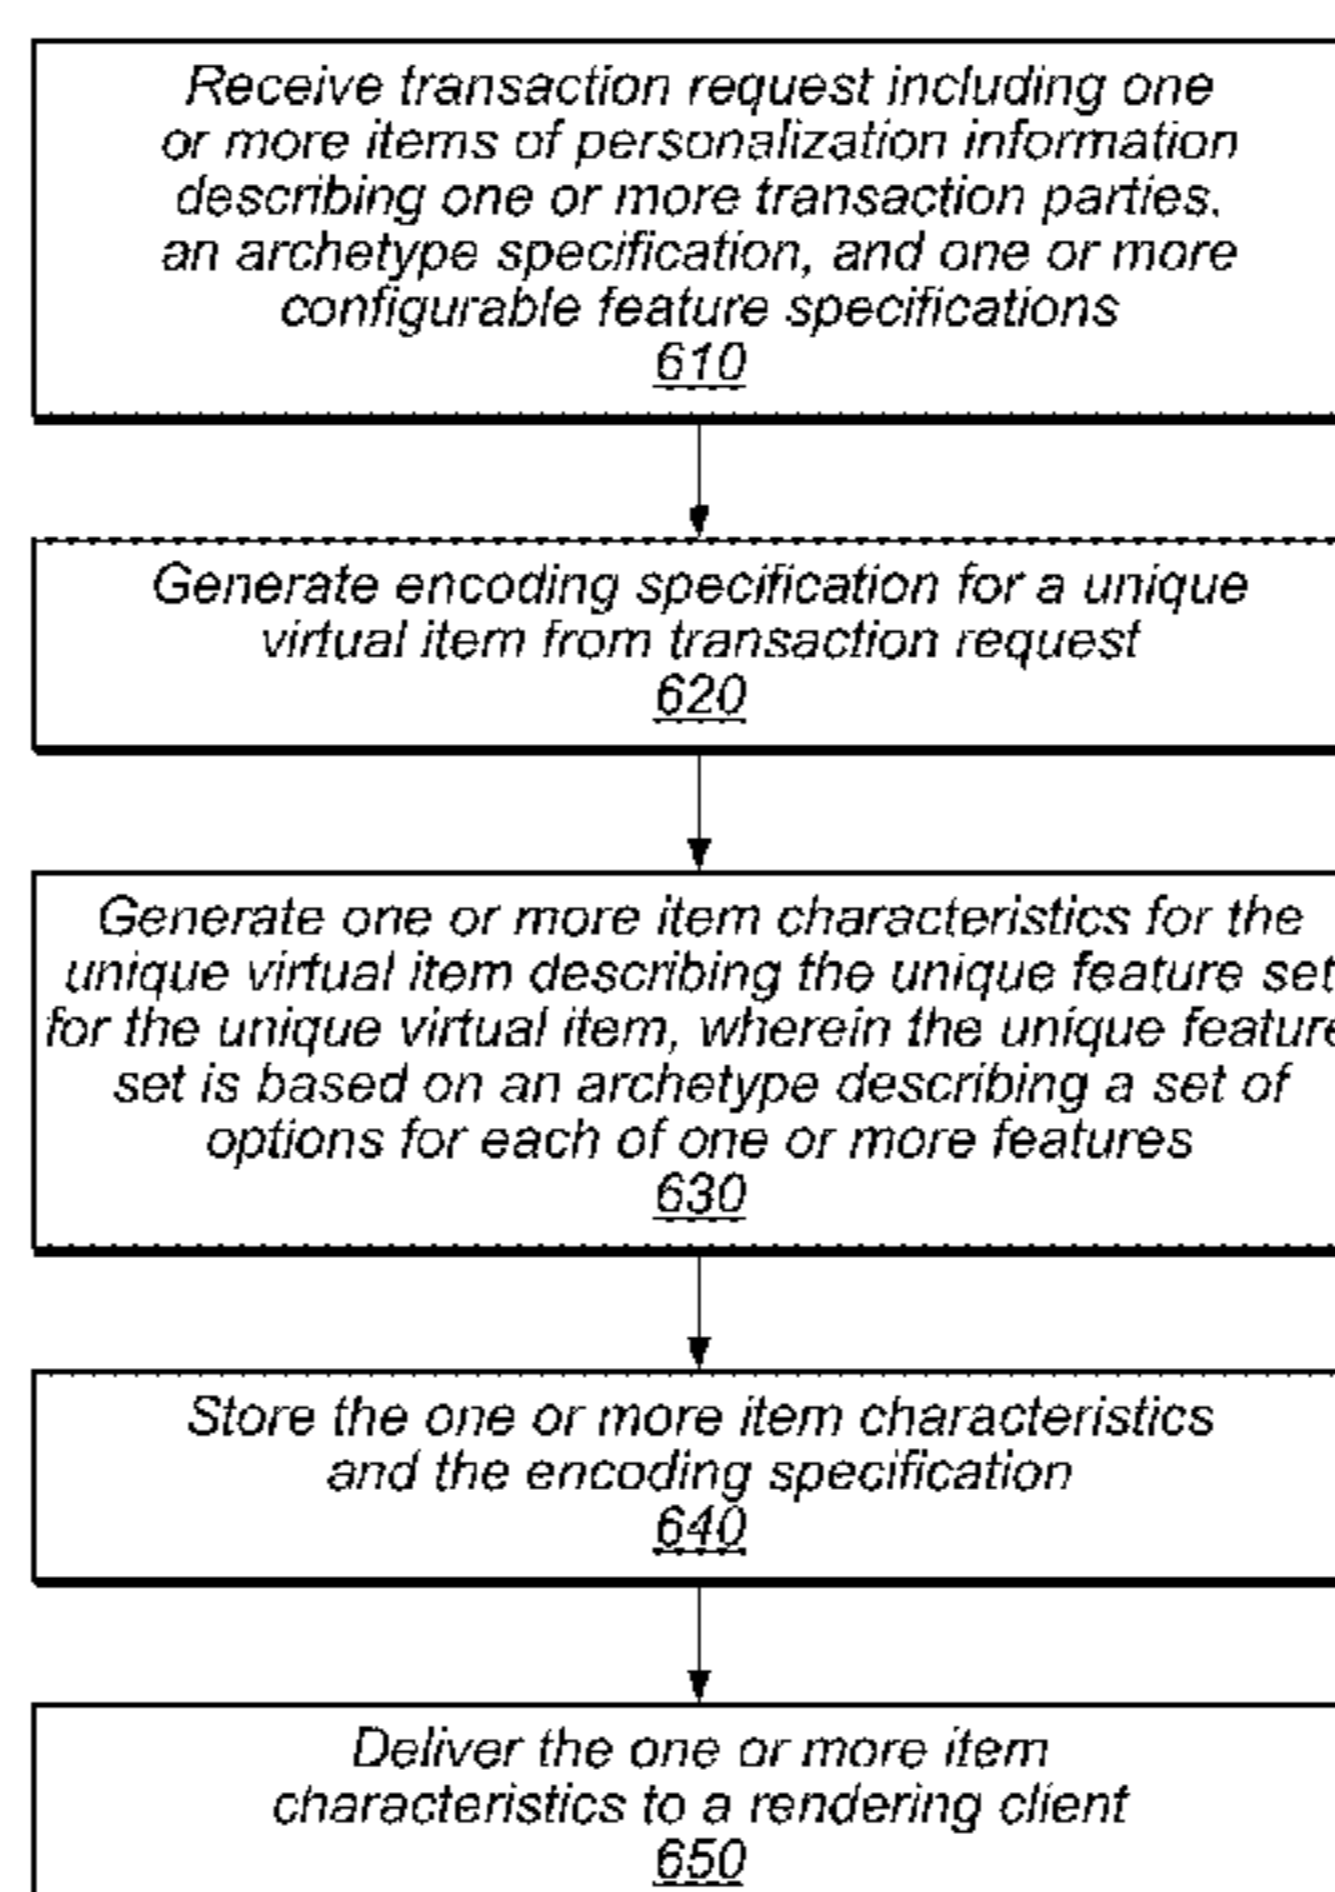 Receive transaction request including one
or more items of personalization information
describing one or more transaction parties,
an archetype specification, and one or more
configurable feature specifications
610
Generate encoding specification for a unique
virtual item from transaction request
620
Generate one or more item characteristics for the
unique virtual item describing the unique feature set
for the unique virtual item, wherein the unique feature
set is based on an archetype describing a set of
options for each of one or more features
630
Store the one or more item characteristics
and the encoding specification
640
Deliver the one or more item
characteristics to a rendering client
650